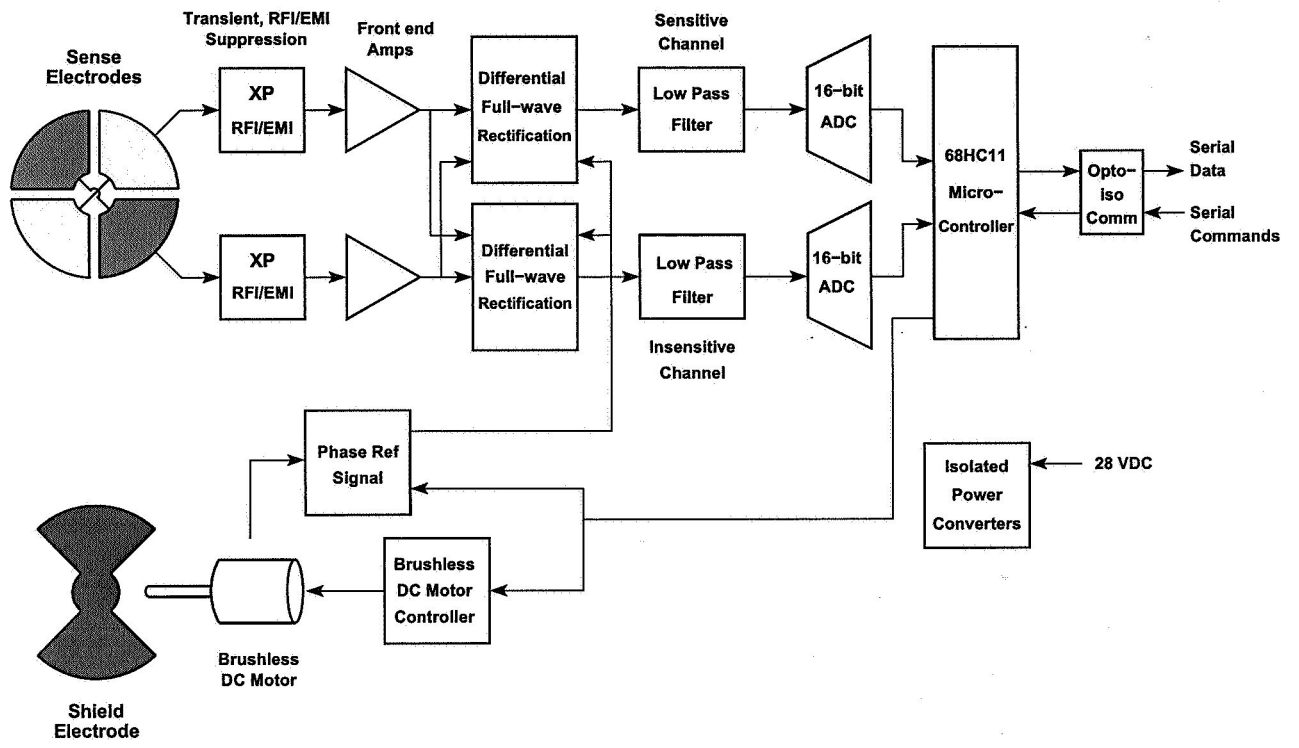 Transient, RFI/EMI
Suppression
Front end
Amps
Sensitive
Channel
Sense
Electrodes
XP
RFI/EMI
Differential
Full-wave
Rectification
Low Pass
Filter
16-bit
ADC
68HC11
Micro-
Controller
Opto-
iso
Comm
Serial
Data
Serial
Commands
XP
RFI/EMI
Differential
Full-wave
Rectification
Low Pass
Filter
16-bit
ADC
Insensitive
Channel
Phase Ref
Signal
Isolated
Power
Converters
28 VDC
Brushless
DC Motor
Controller
Brushless
DC Motor
Shield
Electrode